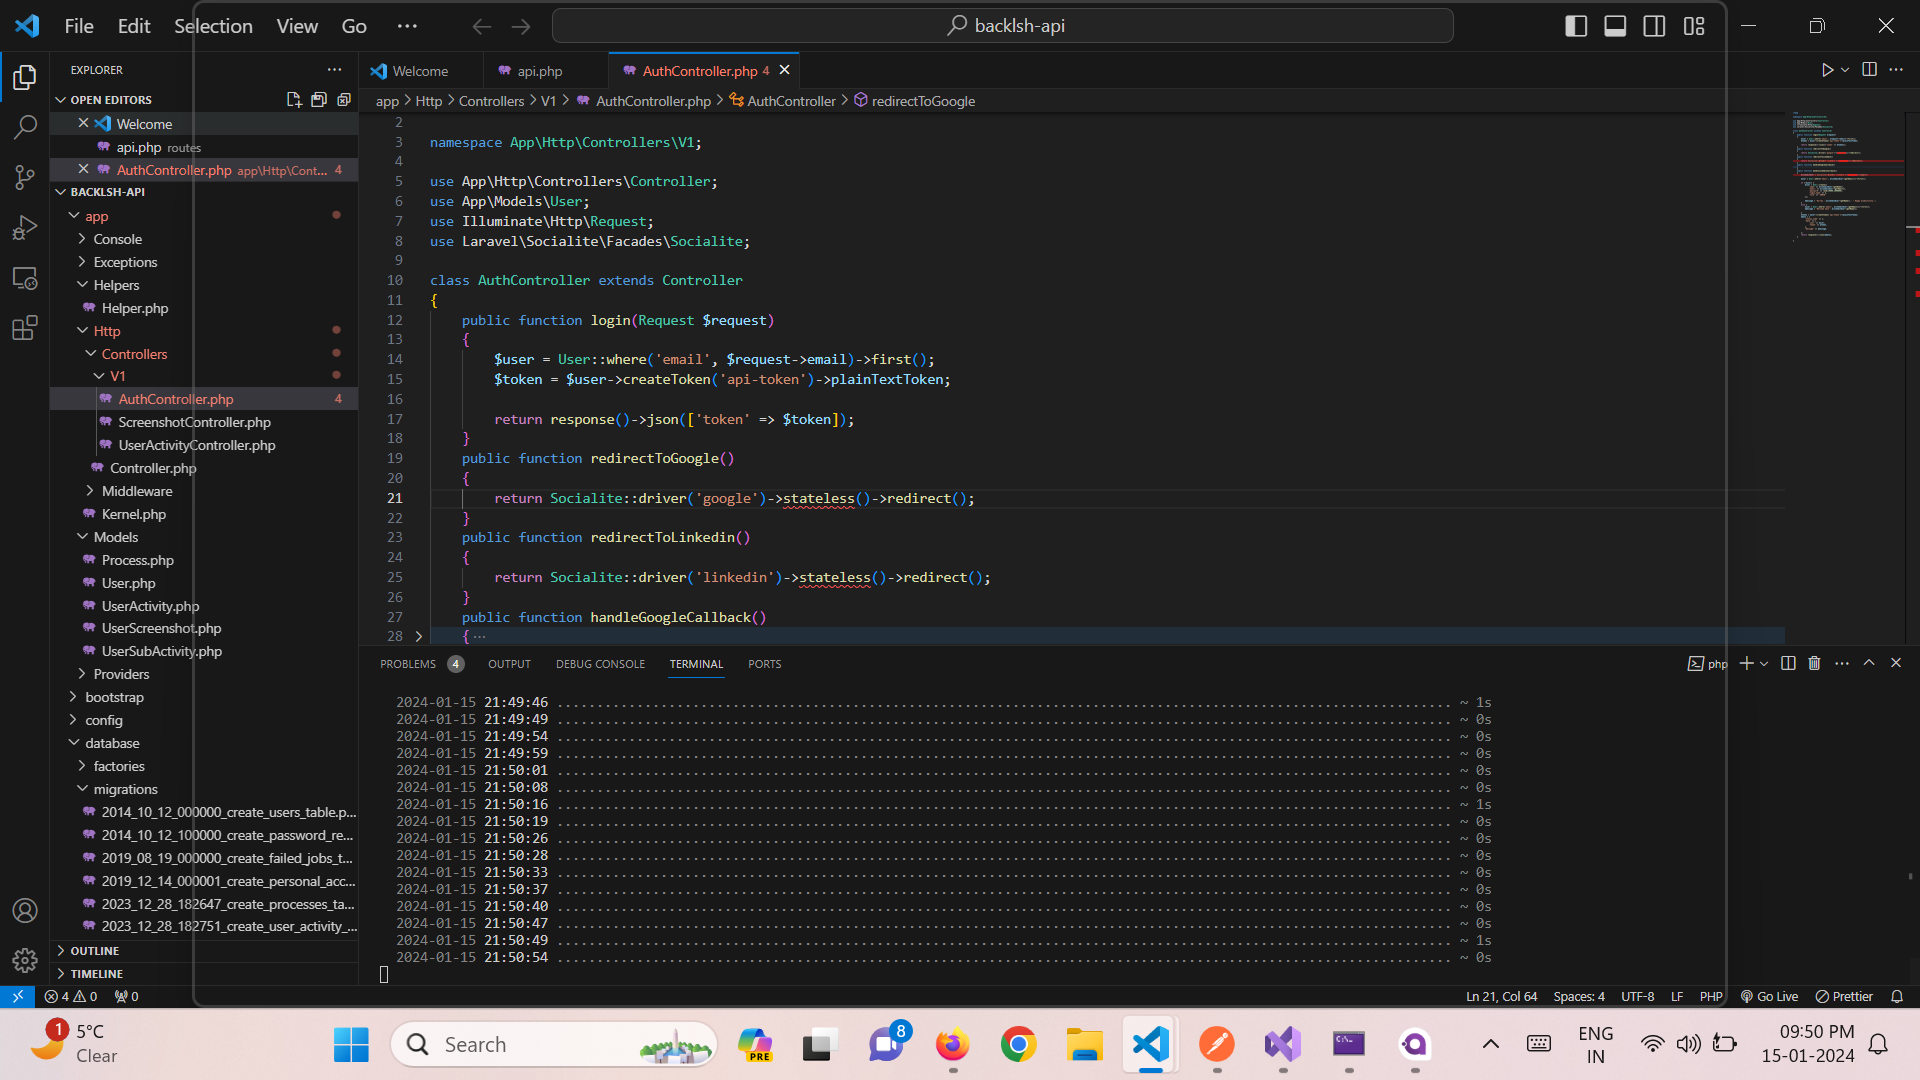 File Edit Selection View Go ··· backlsh-api
EXPLORER ···
OPEN EDITORS
Welcome
api.php routes
AuthController.php app\Http\Cont... 4
BACKLSH-API
app
Console
Exceptions
Helpers
Helper.php
Http
Controllers
V1
AuthController.php 4
ScreenshotController.php
UserActivityController.php
Controller.php
Middleware
Kernel.php
Models
Process.php
User.php
UserActivity.php
UserScreenshot.php
UserSubActivity.php
Providers
bootstrap
config
database
factories
migrations
2014_10_12_000000_create_users_table.p...
2014_10_12_100000_create_password_re...
2019_08_19_000000_create_failed_jobs_t...
2019_12_14_000001_create_personal_acc...
2023_12_28_182647_create_processes_ta...
2023_12_28_182751_create_user_activity_...
OUTLINE
TIMELINE
Welcome api.php AuthController.php 4
app > Http > Controllers > V1 > AuthController.php > AuthController > redirectToGoogle
2
3 namespace App\Http\Controllers\V1;
4
5 use App\Http\Controllers\Controller;
6 use App\Models\User;
7 use Illuminate\Http\Request;
8 use Laravel\Socialite\Facades\Socialite;
9
10 class AuthController extends Controller
11 {
12 public function login(Request $request)
13 {
14 $user = User::where('email', $request->email)->first();
15 $token = $user->createToken('api-token')->plainTextToken;
16
17 return response()->json(['token' => $token]);
18 }
19 public function redirectToGoogle()
20 {
21 return Socialite::driver('google')->stateless()->redirect();
22 }
23 public function redirectToLinkedin()
24 {
25 return Socialite::driver('linkedin')->stateless()->redirect();
26 }
27 public function handleGoogleCallback()
28 { ···
PROBLEMS 4 OUTPUT DEBUG CONSOLE TERMINAL PORTS php
2024-01-15 21:49:46 ........ ~ 1s
2024-01-15 21:49:49 ........ ~ 0s
2024-01-15 21:49:54 ........ ~ 0s
2024-01-15 21:49:59 ........ ~ 0s
2024-01-15 21:50:01 ........ ~ 0s
2024-01-15 21:50:08 ........ ~ 0s
2024-01-15 21:50:16 ........ ~ 1s
2024-01-15 21:50:19 ........ ~ 0s
2024-01-15 21:50:26 ........ ~ 0s
2024-01-15 21:50:28 ........ ~ 0s
2024-01-15 21:50:33 ........ ~ 0s
2024-01-15 21:50:37 ........ ~ 0s
2024-01-15 21:50:40 ........ ~ 0s
2024-01-15 21:50:47 ........ ~ 0s
2024-01-15 21:50:49 ........ ~ 1s
2024-01-15 21:50:54 ........ ~ 0s
4 0 0 Ln 21, Col 64 Spaces: 4 UTF-8 LF PHP Go Live Prettier
1 5°C
Clear
Search
PRE
8
ENG
IN
09:50 PM
15-01-2024